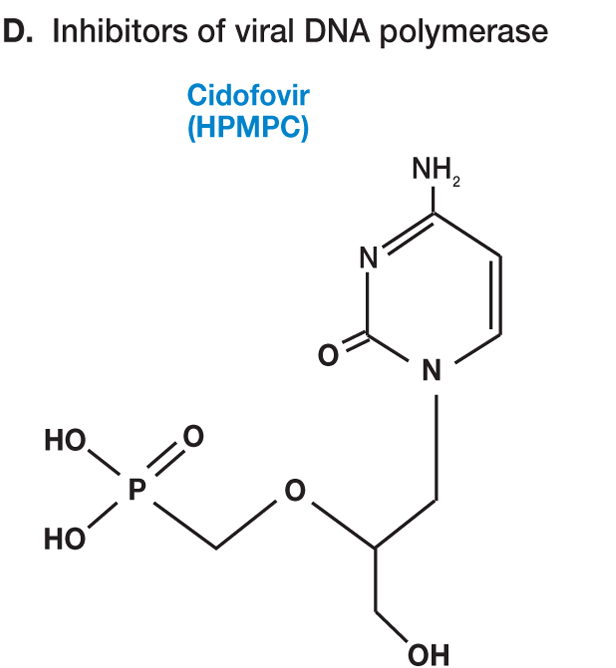 D. Inhibitors of viral DNA polymerase
Cidofovir
(HPMPC)
NH₂
N
O
N
HO
O
P
O
HO
OH